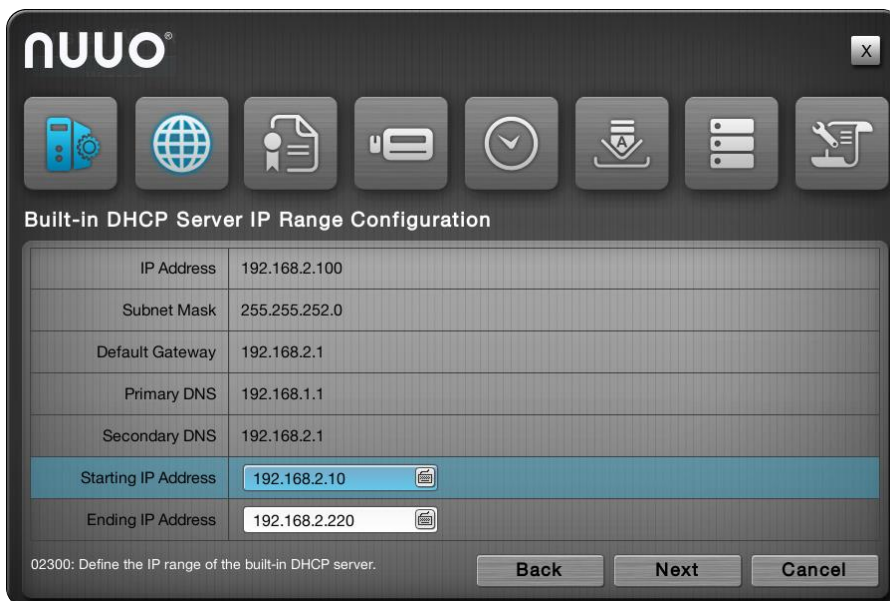 nuuo®
X
A
Built-in DHCP Server IP Range Configuration
IP Address 192.168.2.100
Subnet Mask 255.255.252.0
Default Gateway 192.168.2.1
Primary DNS 192.168.1.1
Secondary DNS 192.168.2.1
Starting IP Address 192.168.2.10
Ending IP Address 192.168.2.220
02300: Define the IP range of the built-in DHCP server.
Back Next Cancel